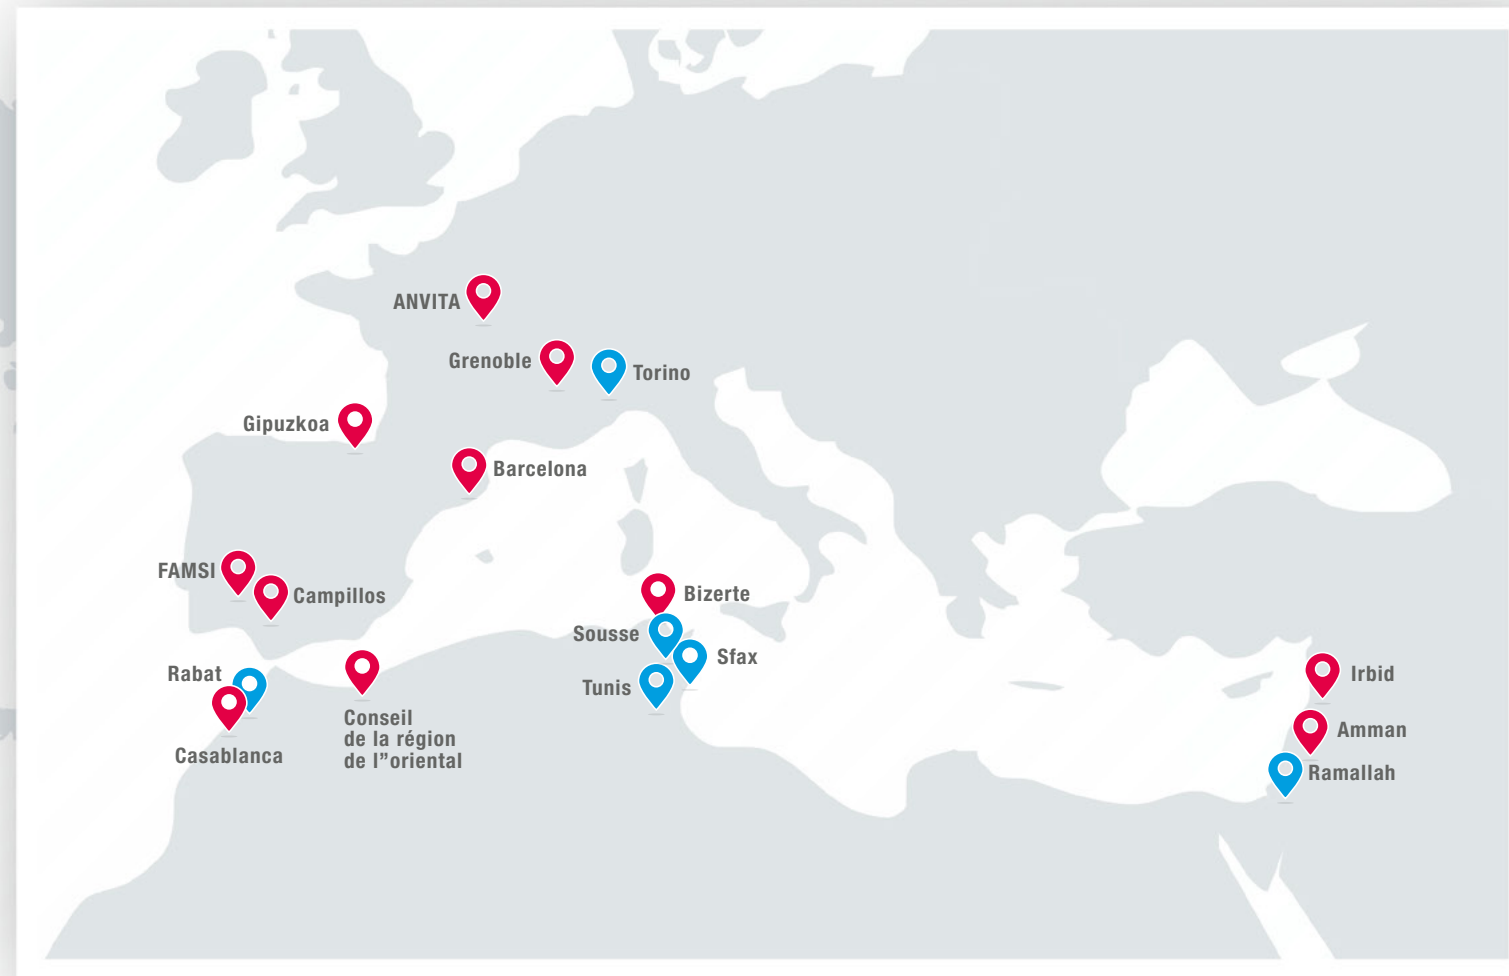 ANVITA
Grenoble
Torino
Gipuzkoa
Barcelona
FAMSI
Campillos
Bizerte
Sousse
Sfax
Rabat
Tunis
Irbid
Conseil
de la région
de l”oriental
Casablanca
Amman
Ramallah